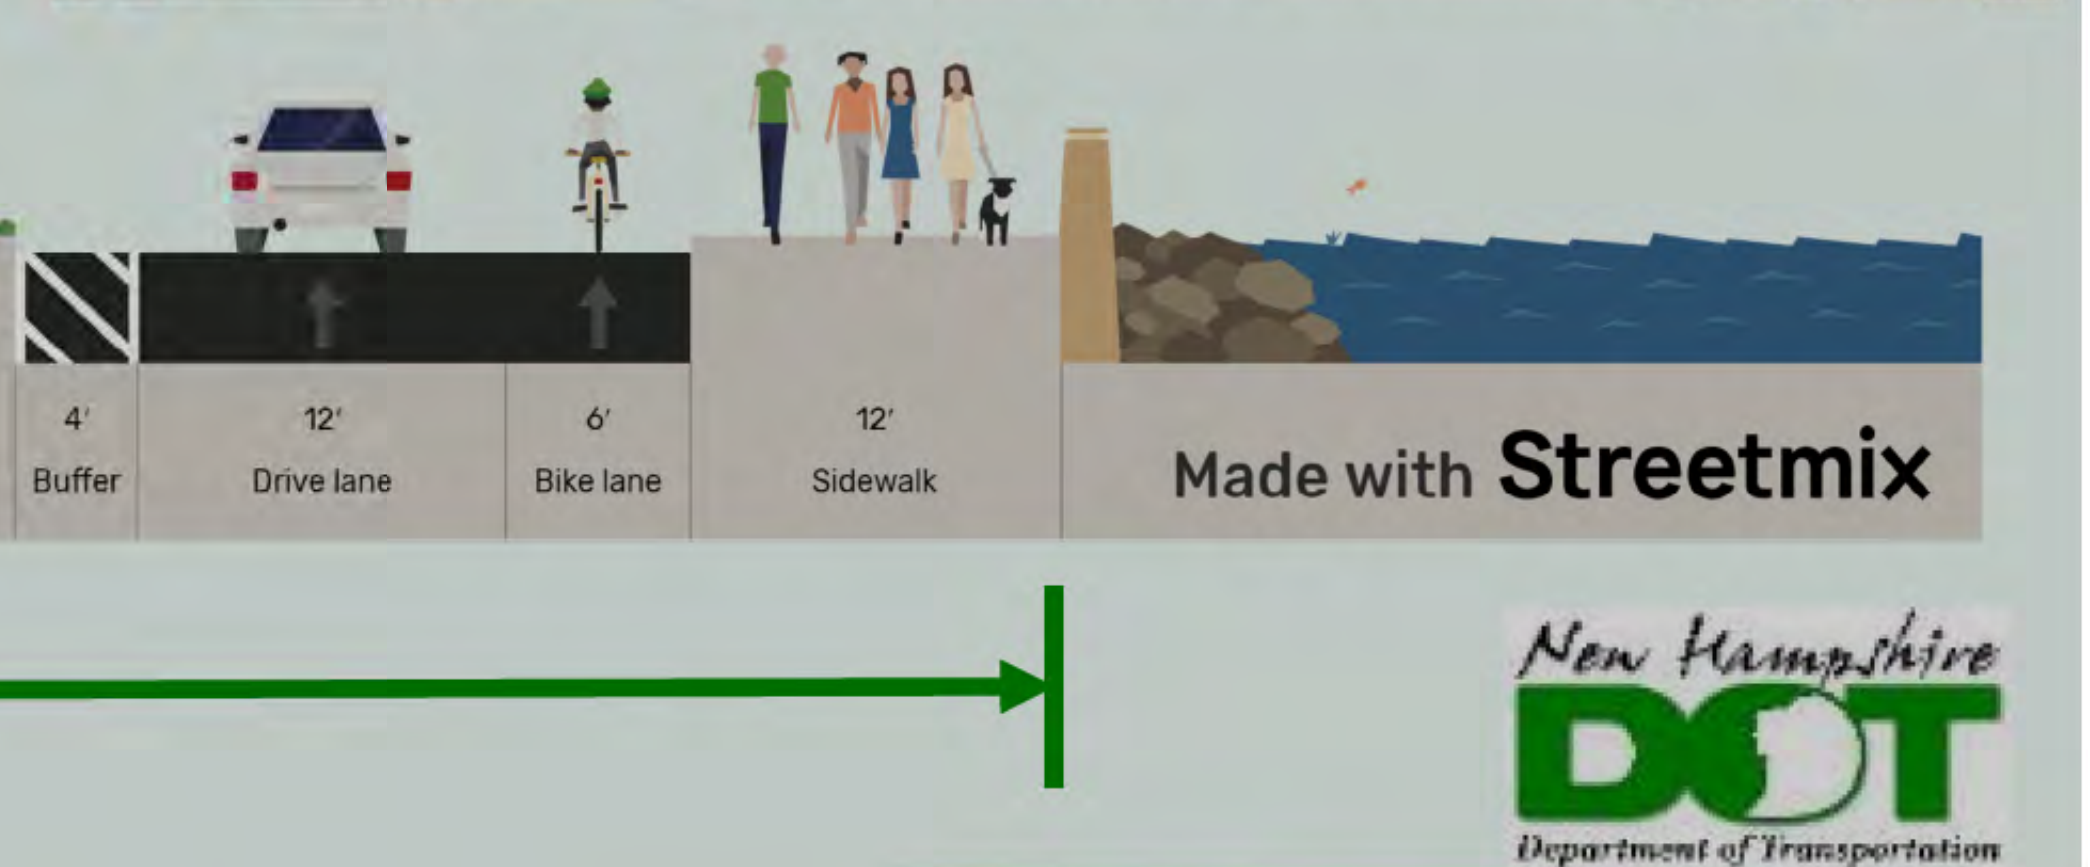 4' 12' 6' 12'
Buffer Drive lane Bike lane Sidewalk
Made with Streetmix
New Hampshire
DOT
Department of Transportation